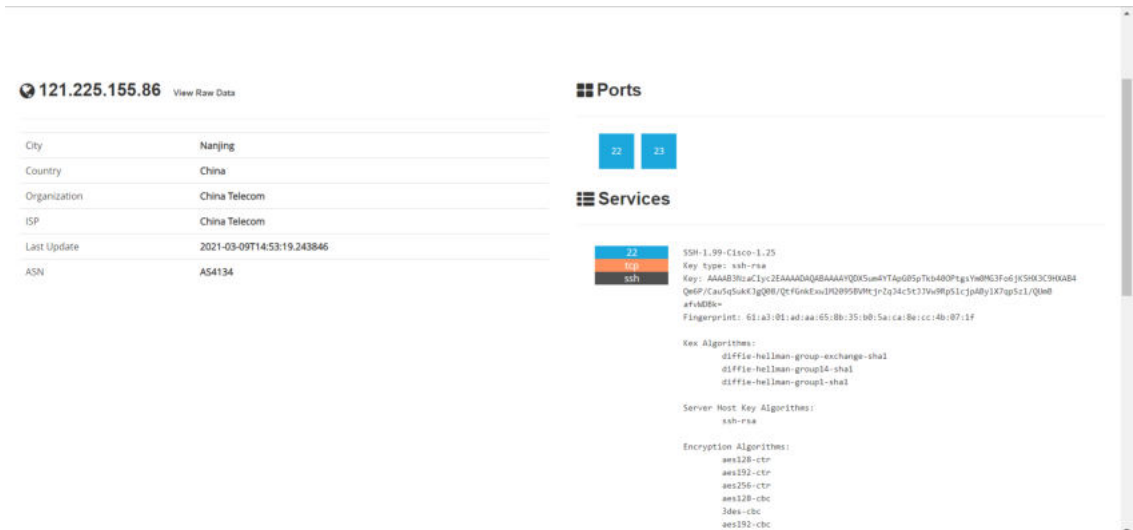 121.225.155.86 View Raw Data
City Nanjing
Country China
Organization China Telecom
ISP China Telecom
Last Update 2021-03-09T14:53:19.243846
ASN AS4134
Ports
22 23
Services
22
tcp
ssh
SSH-1.99-Cisco-1.25
Key type: ssh-rsa
Key:
Fingerprint: 61:a3:01:ad:aa:65:8b:35:b0:5a:ca:8e:cc:4b:07:1f
Kex Algorithms:
diffie-hellman-group-exchange-sha1
diffie-hellman-group14-sha1
diffie-hellman-group1-sha1
Server Host Key Algorithms:
ssh-rsa
Encryption Algorithms:
aes128-ctr
aes192-ctr
aes256-ctr
aes128-cbc
3des-cbc
aes192-cbc